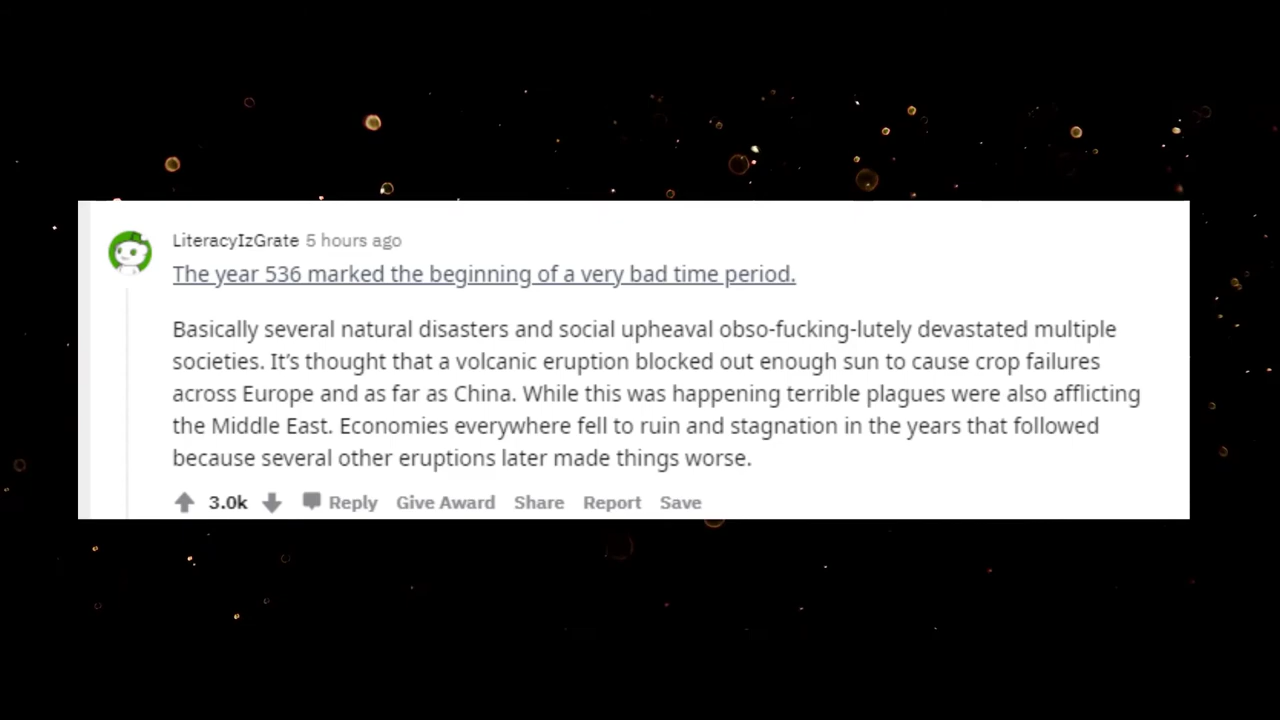 LiteracyIzGrate 5 hours ago
The year 536 marked the beginning of a very bad time period.
Basically several natural disasters and social upheaval obso-fucking-lutely devastated multiple
societies. It’s thought that a volcanic eruption blocked out enough sun to cause crop failures
across Europe and as far as China. While this was happening terrible plagues were also afflicting
the Middle East. Economies everywhere fell to ruin and stagnation in the years that followed
because several other eruptions later made things worse.
3.0k Reply Give Award Share Report Save